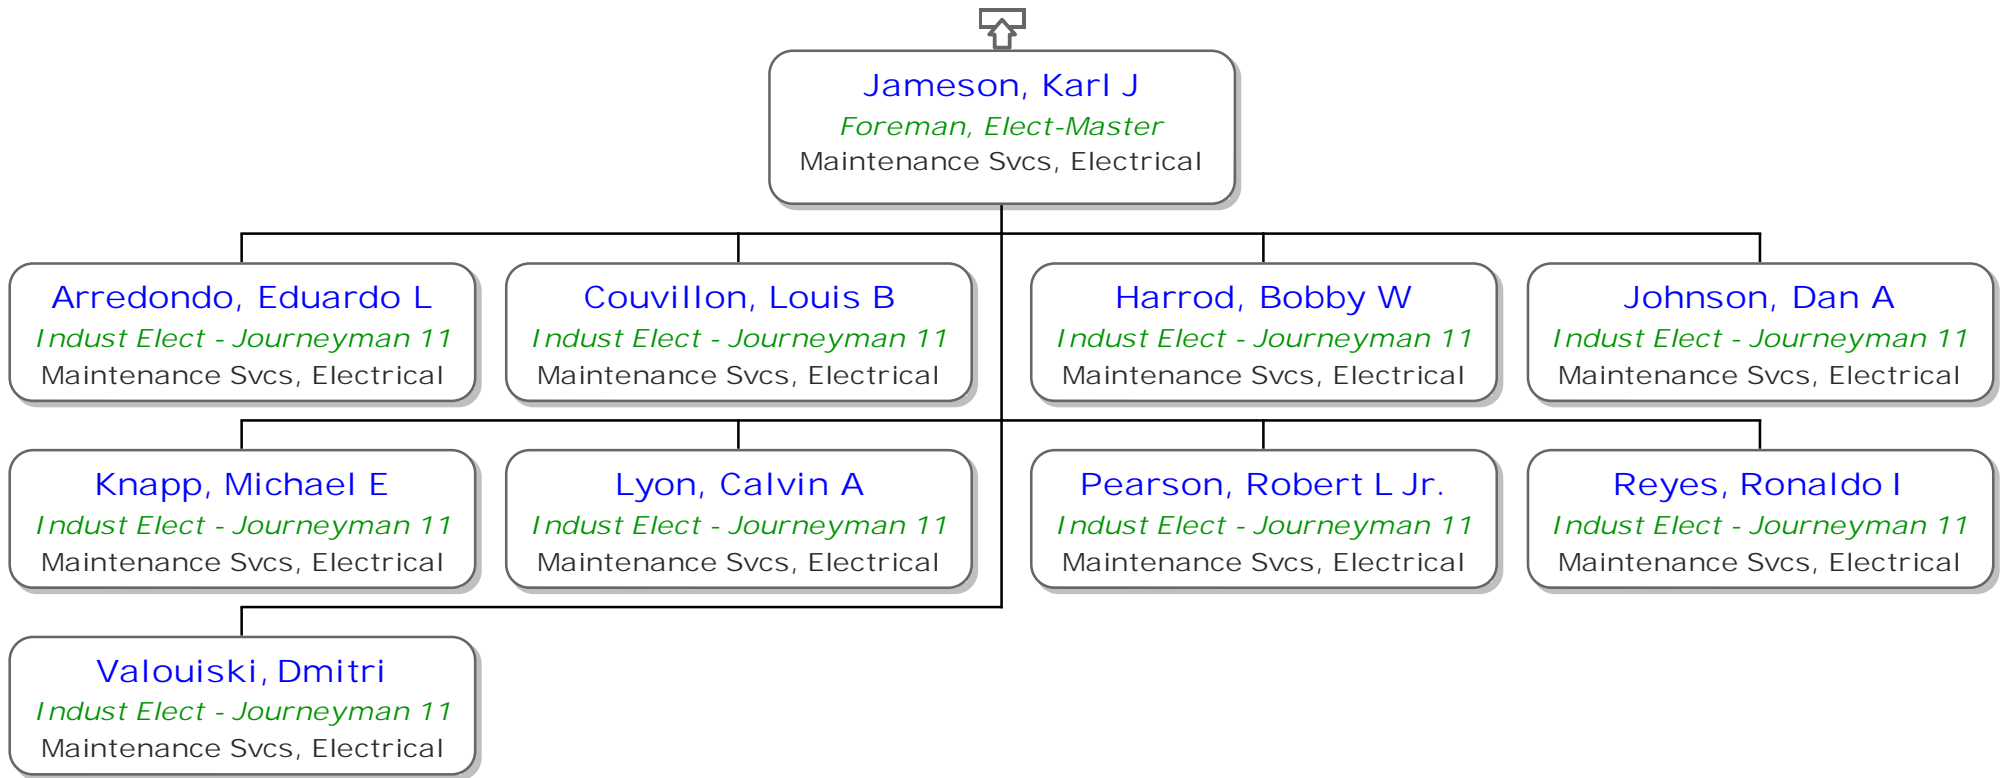 Jameson, Karl J
Foreman, Elect-Master
Maintenance Svcs, Electrical
Arredondo, Eduardo L
Indust Elect - Journeyman 11
Maintenance Svcs, Electrical
Couvillon, Louis B
Indust Elect - Journeyman 11
Maintenance Svcs, Electrical
Harrod, Bobby W
Indust Elect - Journeyman 11
Maintenance Svcs, Electrical
Johnson, Dan A
Indust Elect - Journeyman 11
Maintenance Svcs, Electrical
Knapp, Michael E
Indust Elect - Journeyman 11
Maintenance Svcs, Electrical
Lyon, Calvin A
Indust Elect - Journeyman 11
Maintenance Svcs, Electrical
Pearson, Robert L Jr.
Indust Elect - Journeyman 11
Maintenance Svcs, Electrical
Reyes, Ronaldo I
Indust Elect - Journeyman 11
Maintenance Svcs, Electrical
Valouiski, Dmitri
Indust Elect - Journeyman 11
Maintenance Svcs, Electrical